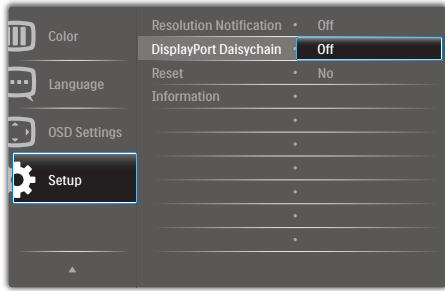 Color
Language
OSD Settings
Setup
Resolution Notification • Off
DisplayPort Daisychain • Off
Reset • No
Information •